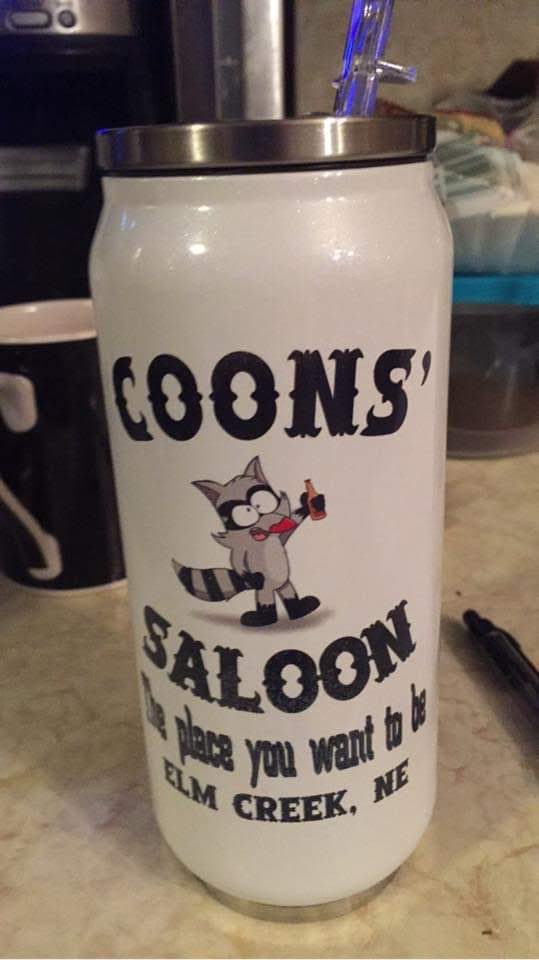 COONS'
SALOON
The place you want to be
ELM CREEK, NE